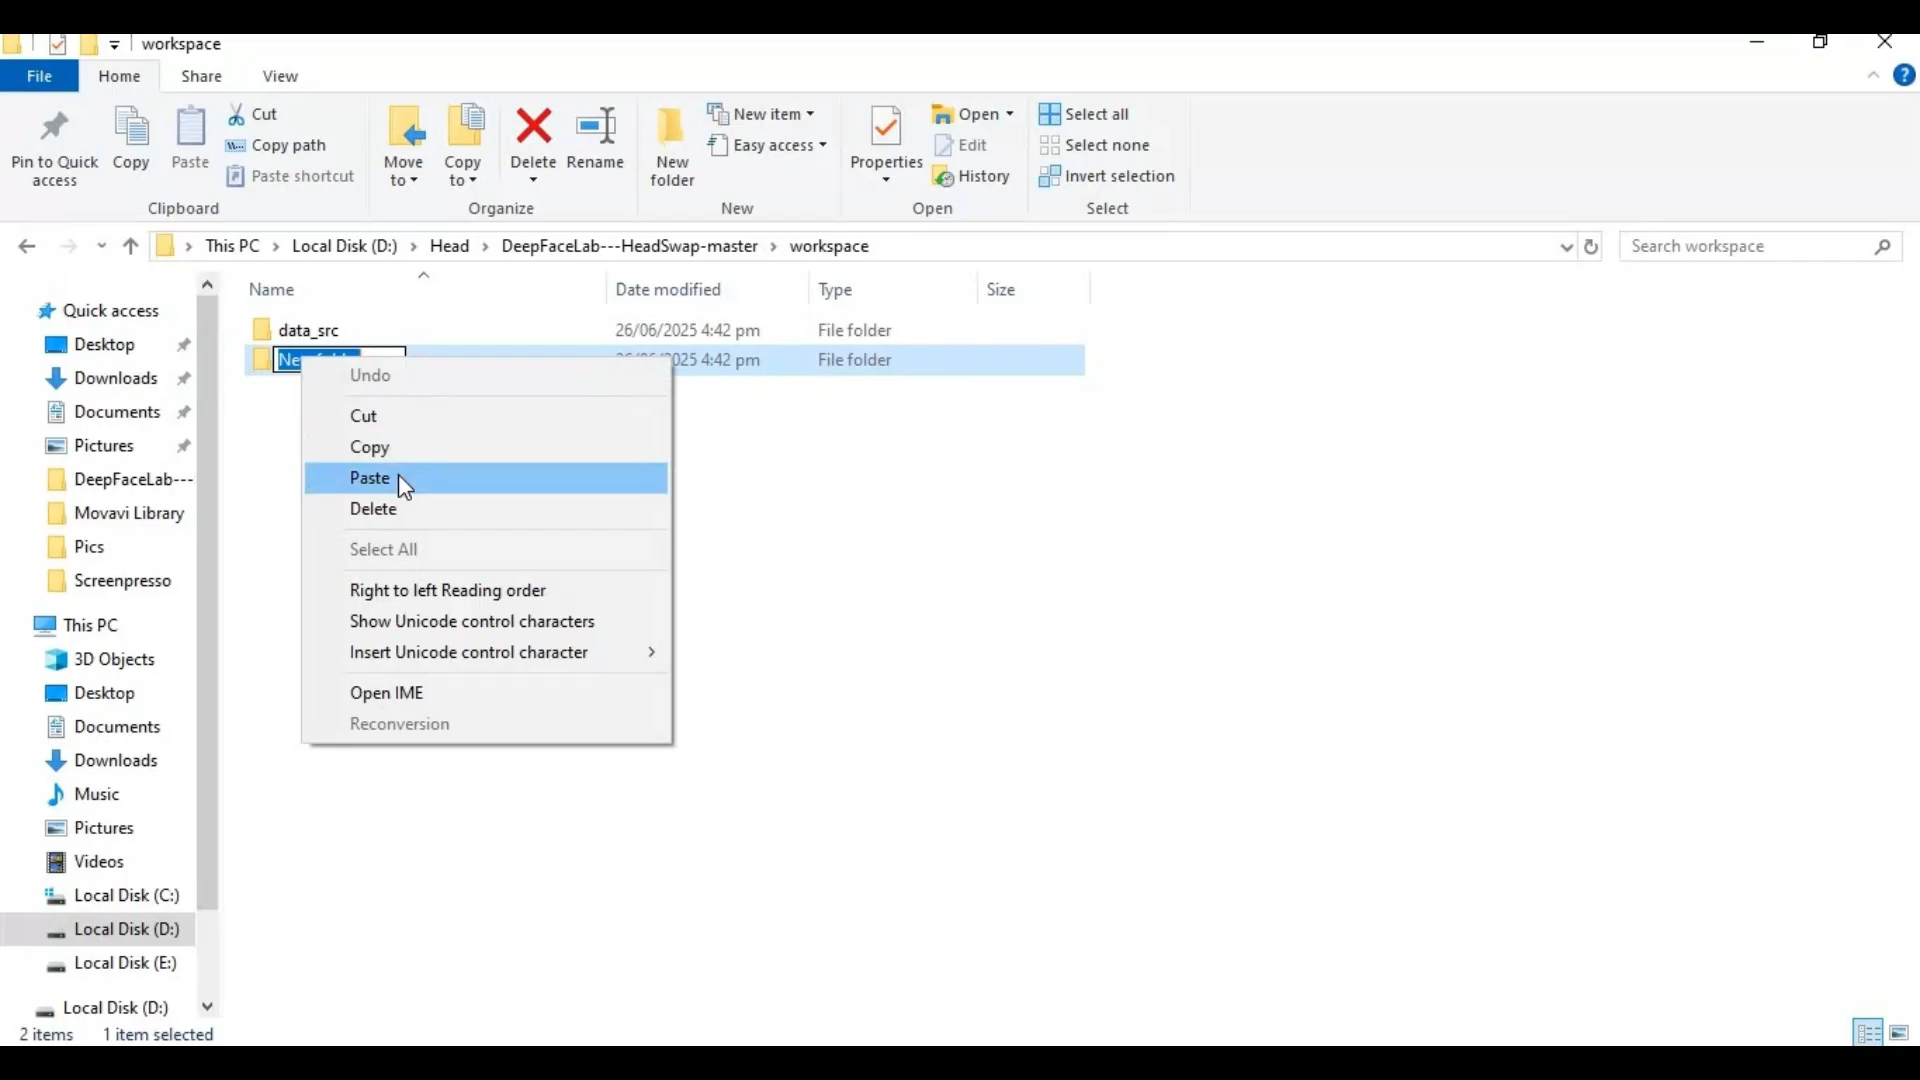 workspace
File Home Share View
Pin to Quick access
Copy
Paste
Cut
Copy path
Paste shortcut
Clipboard
Move to
Copy to
Delete
Rename
Organize
New folder
New item
Easy access
New
Properties
Open
Edit
History
Open
Select all
Select none
Invert selection
Select
This PC > Local Disk (D:) > Head > DeepFaceLab---HeadSwap-master > workspace
Search workspace
Name Date modified Type Size
data_src 26/06/2025 4:42 pm File folder
025 4:42 pm File folder
Undo
Cut
Copy
Paste
Delete
Select All
Right to left Reading order
Show Unicode control characters
Insert Unicode control character
Open IME
Reconversion
Quick access
Desktop
Downloads
Documents
Pictures
DeepFaceLab---
Movavi Library
Pics
Screenpresso
This PC
3D Objects
Desktop
Documents
Downloads
Music
Pictures
Videos
Local Disk (C:)
Local Disk (D:)
Local Disk (E:)
Local Disk (D:)
2 items 1 item selected